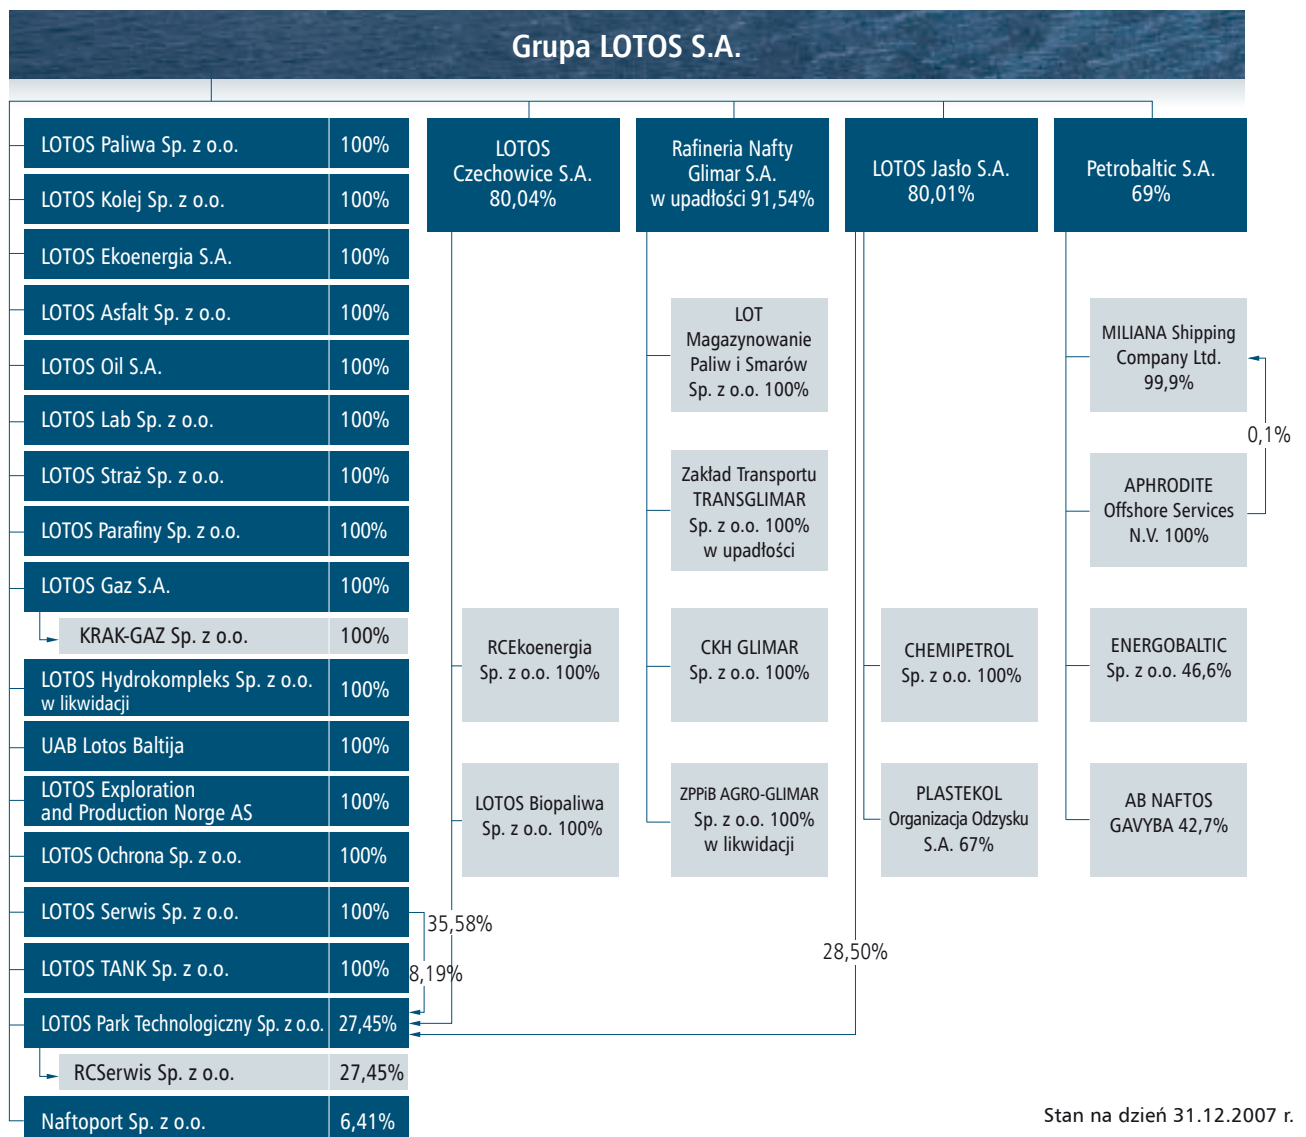 Grupa LOTOS S.A.
LOTOS Paliwa Sp. z o.o. 100%
LOTOS Kolej Sp. z o.o. 100%
LOTOS Ekoenergia S.A. 100%
LOTOS Asfalt Sp. z o.o. 100%
LOTOS Oil S.A. 100%
LOTOS Lab Sp. z o.o. 100%
LOTOS Straż Sp. z o.o. 100%
LOTOS Parafiny Sp. z o.o. 100%
LOTOS Gaz S.A. 100%
KRAK-GAZ Sp. z o.o. 100%
LOTOS Hydrokompleks Sp. z o.o.
w likwidacji
100%
UAB Lotos Baltija 100%
LOTOS Exploration
and Production Norge AS
100%
LOTOS Ochrona Sp. z o.o. 100%
LOTOS Serwis Sp. z o.o. 100%
LOTOS TANK Sp. z o.o. 100%
LOTOS Park Technologiczny Sp. z o.o. 27,45%
RCSerwis Sp. z o.o. 27,45%
Naftoport Sp. z o.o. 6,41%
8,19%
35,58%
28,50%
LOTOS
Czechowice S.A.
80,04%
RCEkoenergia
Sp. z o.o. 100%
LOTOS Biopaliwa
Sp. z o.o. 100%
Rafineria Nafty
Glimar S.A.
w upadłości 91,54%
LOT
Magazynowanie
Paliw i Smarów
Sp. z o.o. 100%
Zakład Transportu
TRANSGLIMAR
Sp. z o.o. 100%
w upadłości
CKH GLIMAR
Sp. z o.o. 100%
ZPPiB AGRO-GLIMAR
Sp. z o.o. 100%
w likwidacji
LOTOS Jasło S.A.
80,01%
CHEMIPETROL
Sp. z o.o. 100%
PLASTEKOL
Organizacja Odzysku
S.A. 67%
Petrobaltic S.A.
69%
MILIANA Shipping
Company Ltd.
99,9%
0,1%
APHRODITE
Offshore Services
N.V. 100%
ENERGOBALTIC
Sp. z o.o. 46,6%
AB NAFTOS
GAVYBA 42,7%
Stan na dzień 31.12.2007 r.